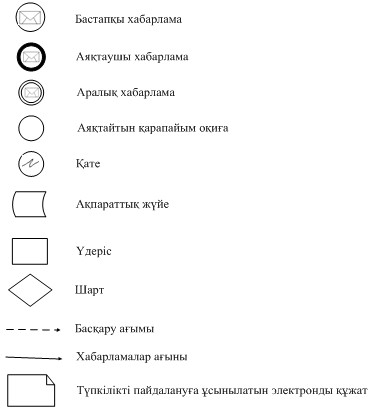 Бастапқы хабарлама
Аяқтаушы хабарлама
Аралық хабарлама
Аяқтайтын қарапайым оқиға
Қате
Ақпараттық жүйе
Үдеріс
Шарт
Басқару ағымы
Хабарламалар ағыны
Түпкілікті пайдалануға ұсынылатын электронды құжат